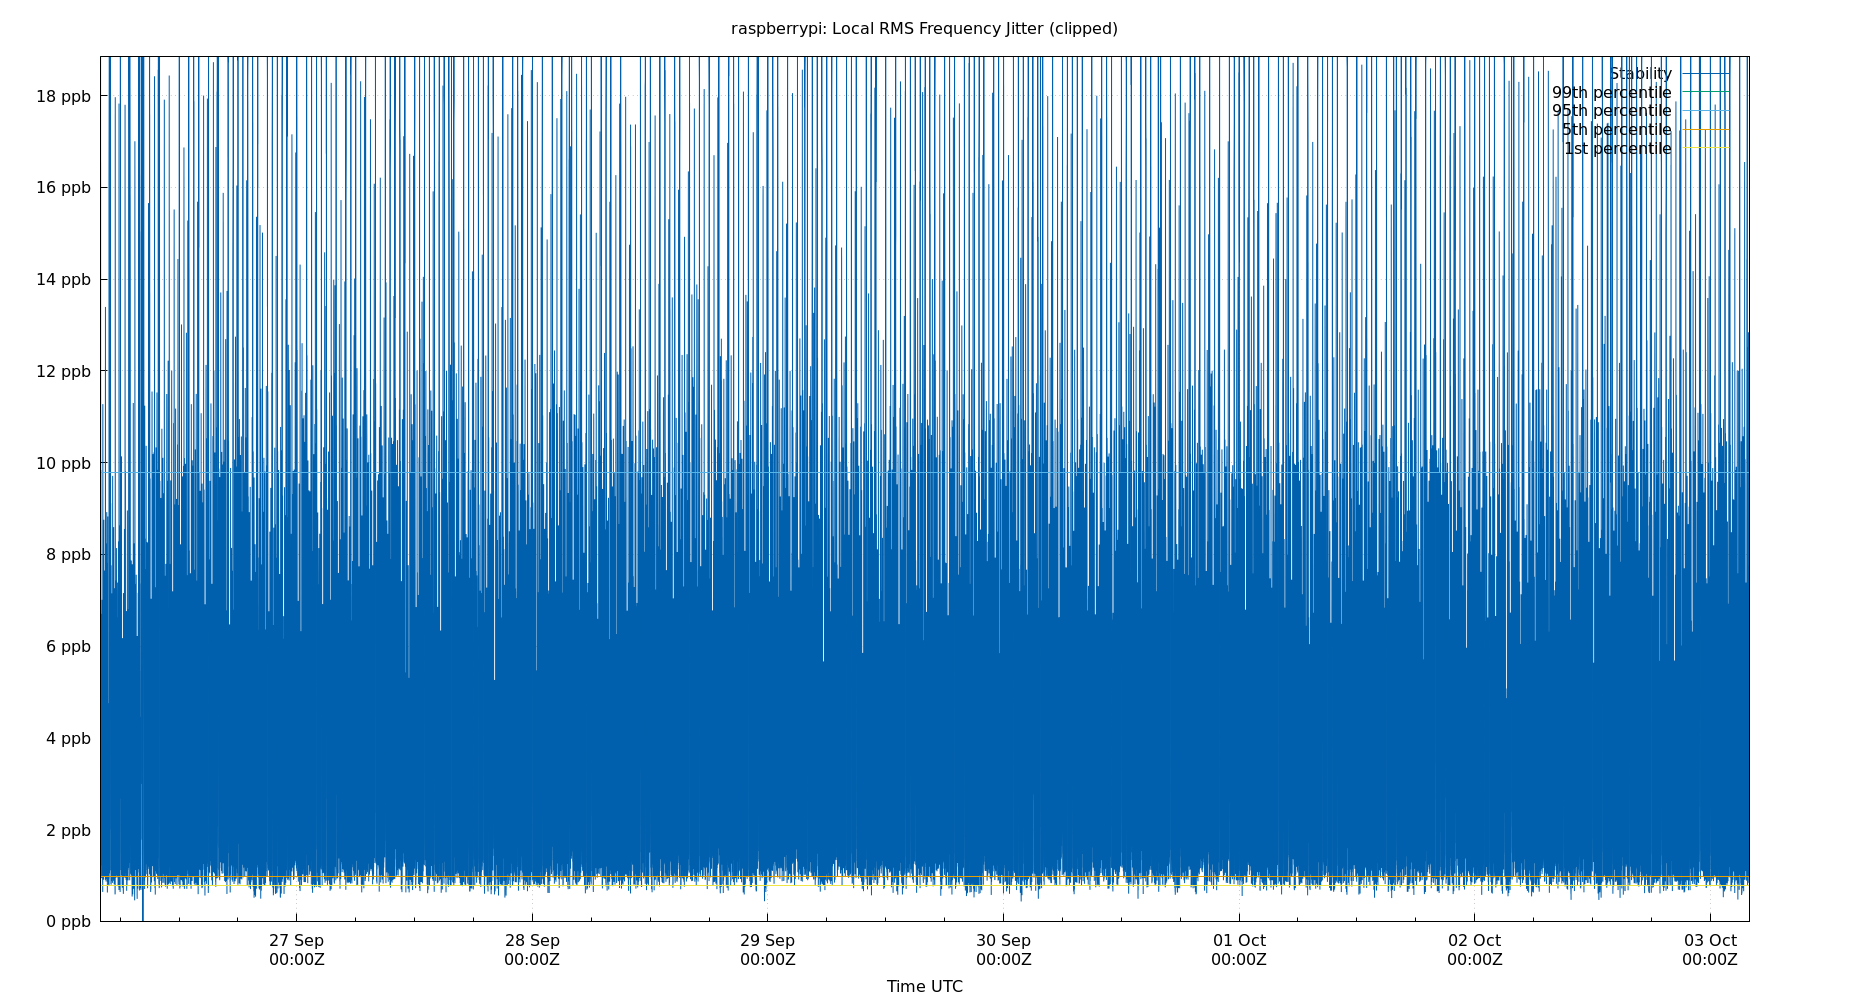 raspberrypi: Local RMS Frequency Jitter (clipped)
Stability
99th percentile
95th percentile
5th percentile
1st percentile
18 ppb
16 ppb
14 ppb
12 ppb
10 ppb
8 ppb
6 ppb
4 ppb
2 ppb
0 ppb
27 Sep 28 Sep 29 Sep 30 Sep 01 Oct 02 Oct 03 Oct
00:00Z 00:00Z 00:00Z 00:00Z 00:00Z 00:00Z 00:00Z
Time UTC